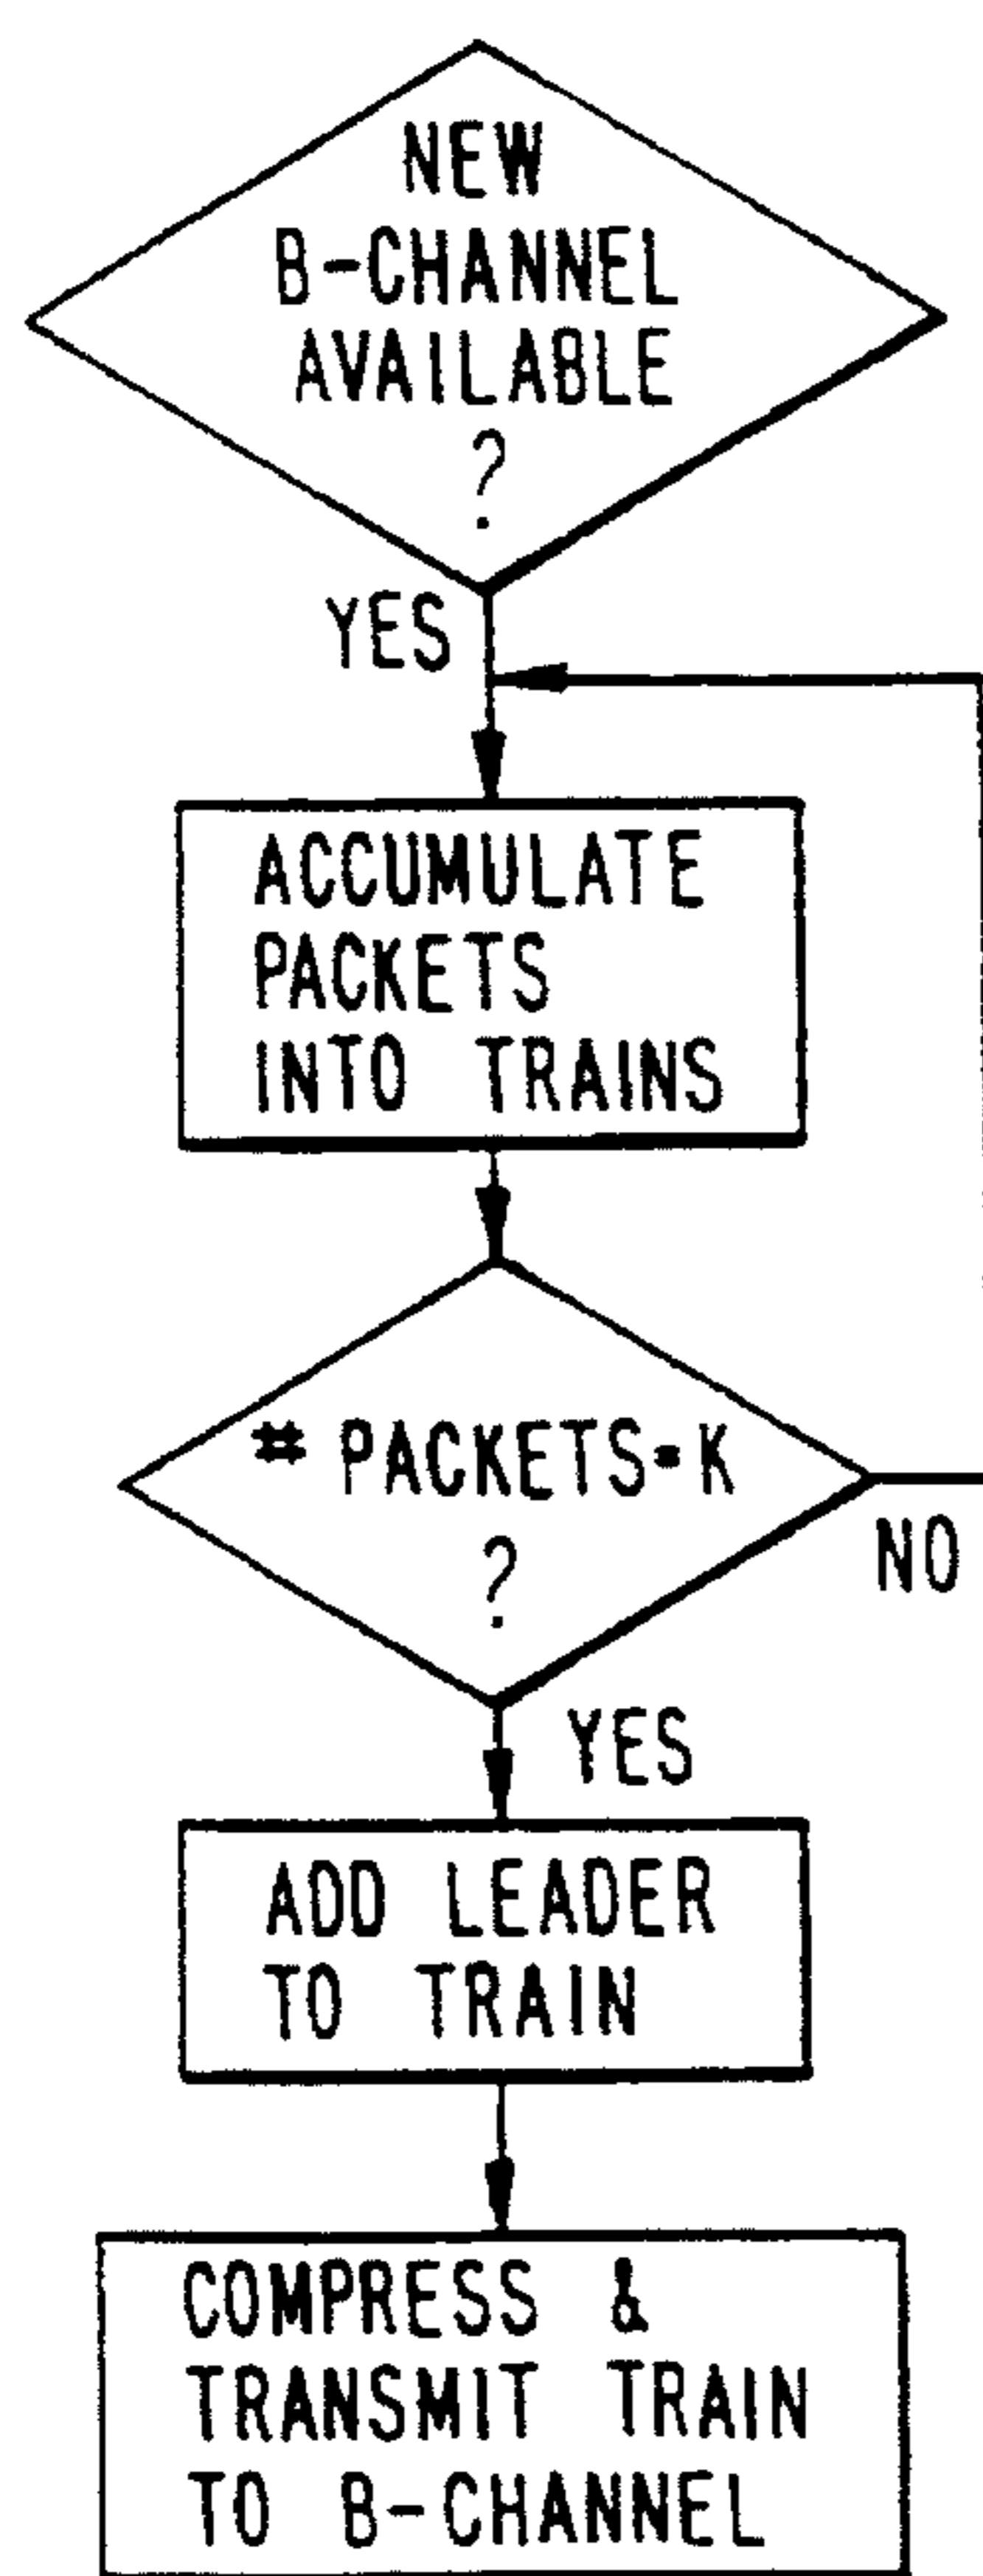 NEW
B-CHANNEL
AVAILABLE
?
YES
ACCUMULATE
PACKETS
INTO TRAINS
# PACKETS=K
?
NO
YES
ADD LEADER
TO TRAIN
COMPRESS &
TRANSMIT TRAIN
TO B-CHANNEL